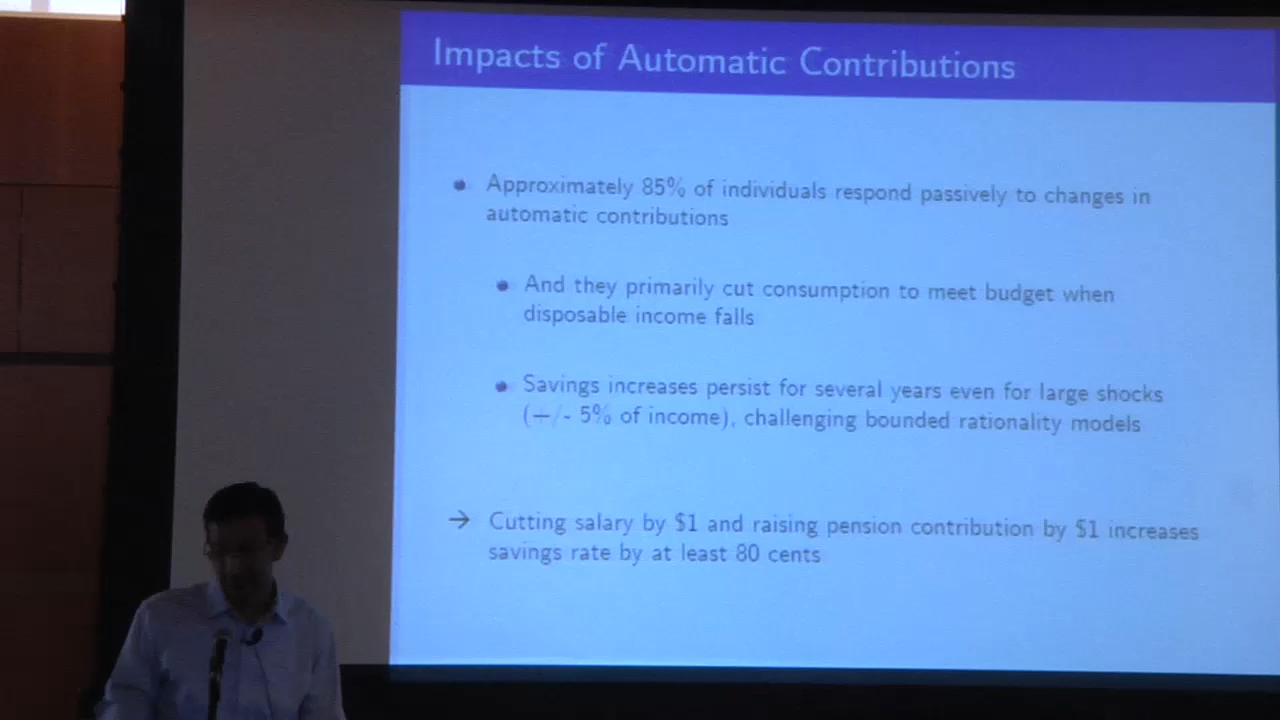 Impacts of Automatic Contributions
Approximately 85% of individuals respond passively to changes in
automatic contributions
And they primarily cut consumption to meet budget when
disposable income falls
Savings increases persist for several years even for large shocks
(+/- 5% of income), challenging bounded rationality models
→ Cutting salary by $1 and raising pension contribution by $1 increases
savings rate by at least 80 cents